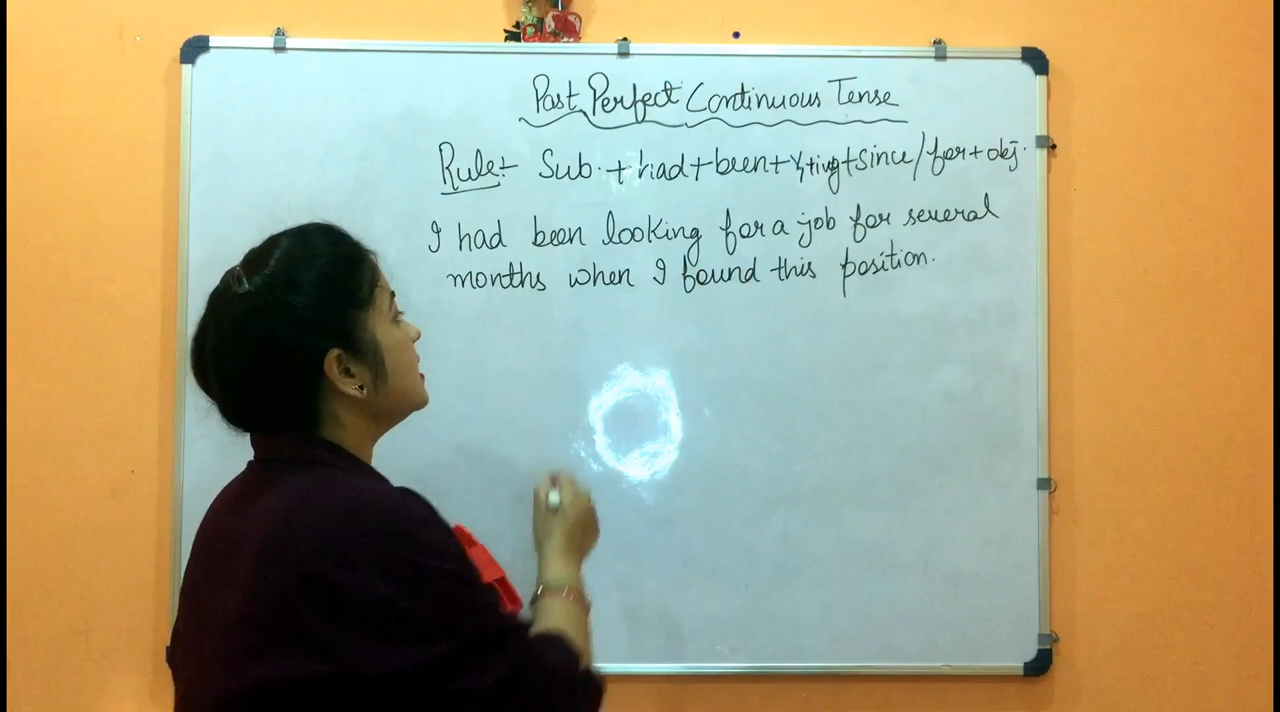 Past Perfect Continuous Tense
Rule:- Sub. + had + been + V₁+ing + since / for + obj.
I had been looking for a job for several
months when I found this position.